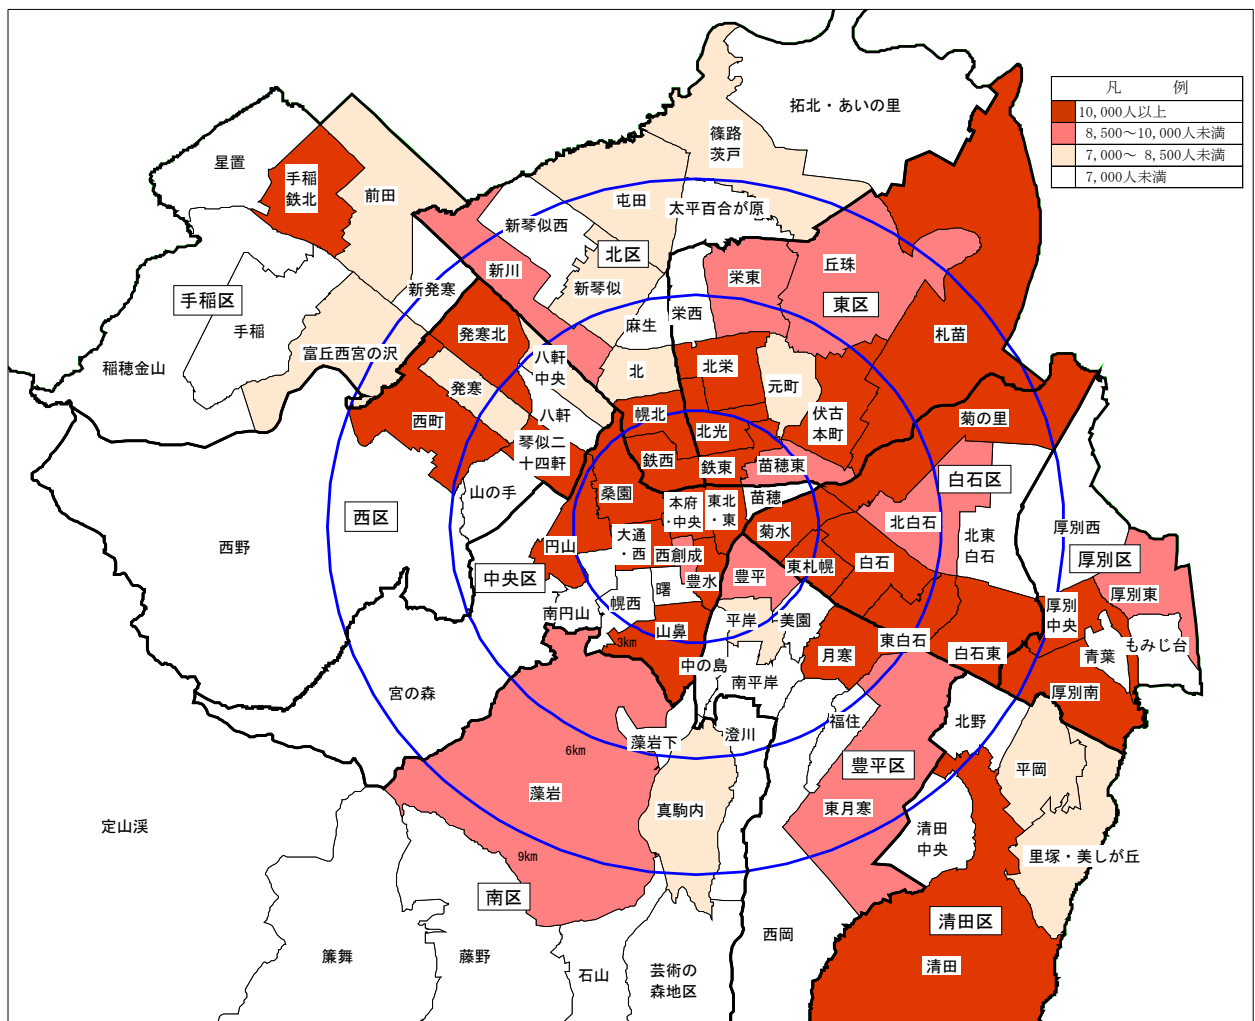 凡　例
10,000人以上
8,500～10,000人未満
7,000～ 8,500人未満
7,000人未満
拓北・あいの里
篠路
茨戸
星置
手稲
鉄北
前田
屯田
太平百合が原
新琴似西
北区
新川
栄東
丘珠
東区
新琴似
新発寒
手稲区
手稲
稲穂金山
富丘西宮の沢
発寒北
麻生
栄西
札苗
八軒
中央
北
北栄
元町
発寒
西町
八軒
幌北
北光
伏古
本町
菊の里
琴似二
十四軒
鉄西
鉄東
苗穂東
白石区
山の手
桑園
本府
・中央
東北
・東
苗穂
菊水
北白石
北東
白石
厚別西
厚別区
西区
西野
円山
大通
・西
西創成
豊平
東札幌
白石
中央区
曙
豊水
厚別東
南円山
幌西
平岸
美園
厚別
中央
山鼻
3km
月寒
東白石
白石東
青葉
もみじ台
中の島
南平岸
厚別南
宮の森
福住
北野
藻岩下
澄川
6km
豊平区
平岡
藻岩
真駒内
東月寒
定山渓
清田
中央
9km
里塚・美しが丘
南区
清田区
西岡
簾舞
藤野
石山
芸術の
森地区
清田